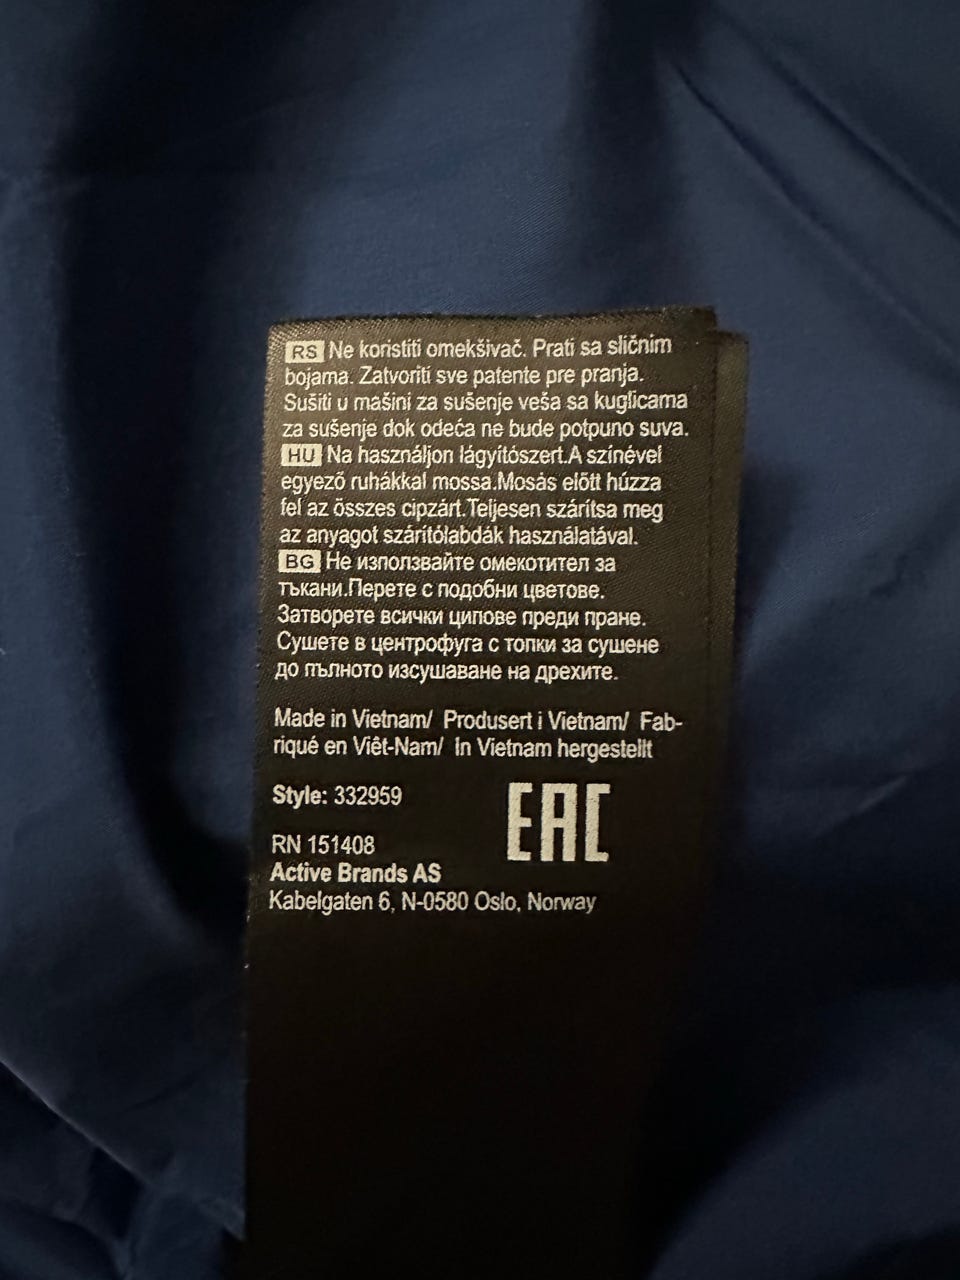 RS Ne koristiti omekšivač. Prati sa sličnim
bojama. Zatvoriti sve patente pre pranja.
Sušiti u mašini za sušenje veša sa kuglicama
za sušenje dok odeća ne bude potpuno suva.
HU Na használjon lágyítószert.A színével
egyező ruhákkal mossa.Mosás előtt húzza
fel az összes cipzárt.Teljesen szárítsa meg
az anyagot szárítólabdák használatával.
BG Не използвайте омекотител за
тъкани.Перете с подобни цветове.
Затворете всички ципове преди пране.
Сушете в центрофуга с топки за сушене
до пълното изсушаване на дрехите.
Made in Vietnam/ Produsert i Vietnam/ Fab-
riqué en Viêt-Nam/ In Vietnam hergestellt
Style: 332959
EAC
RN 151408
Active Brands AS
Kabelgaten 6, N-0580 Oslo, Norway